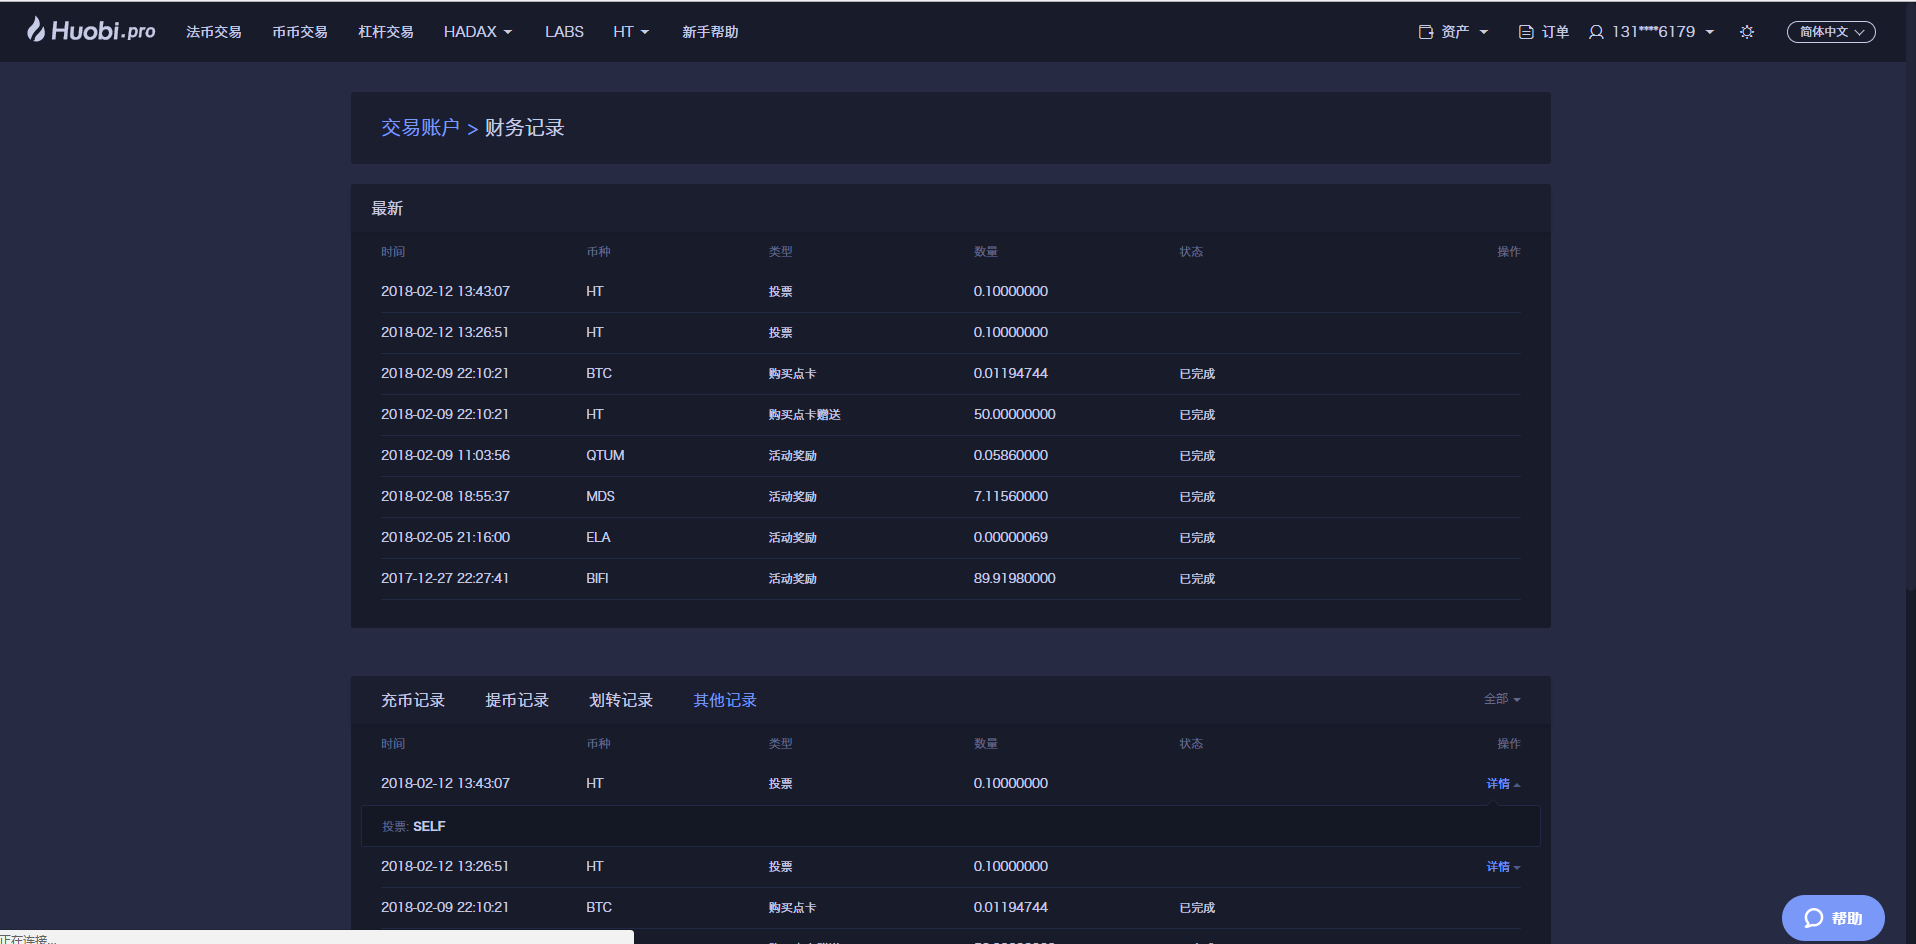 Huobi.pro 法币交易 币币交易 杠杆交易 HADAX LABS HT 新手帮助 资产 订单 131****6179 简体中文
交易账户 > 财务记录
最新
时间 币种 类型 数量 状态 操作
2018-02-12 13:43:07 HT 投票 0.10000000
2018-02-12 13:26:51 HT 投票 0.10000000
2018-02-09 22:10:21 BTC 购买点卡 0.01194744 已完成
2018-02-09 22:10:21 HT 购买点卡赠送 50.00000000 已完成
2018-02-09 11:03:56 QTUM 活动奖励 0.05860000 已完成
2018-02-08 18:55:37 MDS 活动奖励 7.11560000 已完成
2018-02-05 21:16:00 ELA 活动奖励 0.00000069 已完成
2017-12-27 22:27:41 BIFI 活动奖励 89.91980000 已完成
充币记录 提币记录 划转记录 其他记录 全部
时间 币种 类型 数量 状态 操作
2018-02-12 13:43:07 HT 投票 0.10000000 详情
投票: SELF
2018-02-12 13:26:51 HT 投票 0.10000000 详情
2018-02-09 22:10:21 BTC 购买点卡 0.01194744 已完成
帮助
正在连接...